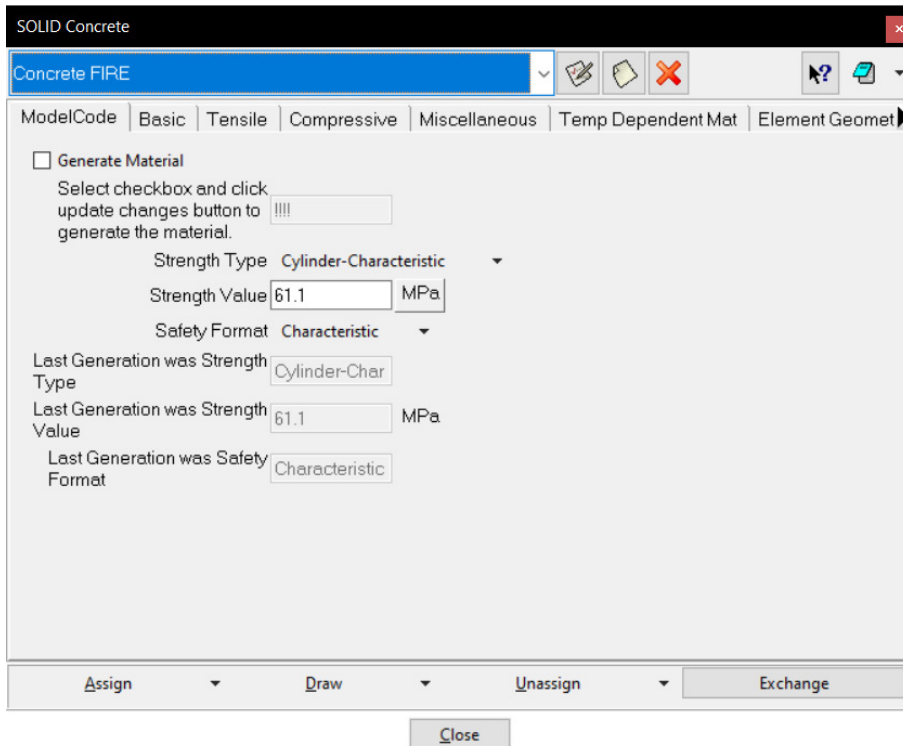 SOLID Concrete
Concrete FIRE
ModelCode Basic Tensile Compressive Miscellaneous Temp Dependent Mat Element Geomet
Generate Material
Select checkbox and click
update changes button to !!!!
generate the material.
Strength Type Cylinder-Characteristic
Strength Value 61.1 MPa
Safety Format Characteristic
Last Generation was Strength
Type Cylinder-Char
Last Generation was Strength
Value 61.1 MPa
Last Generation was Safety
Format Characteristic
Assign Draw Unassign Exchange
Close